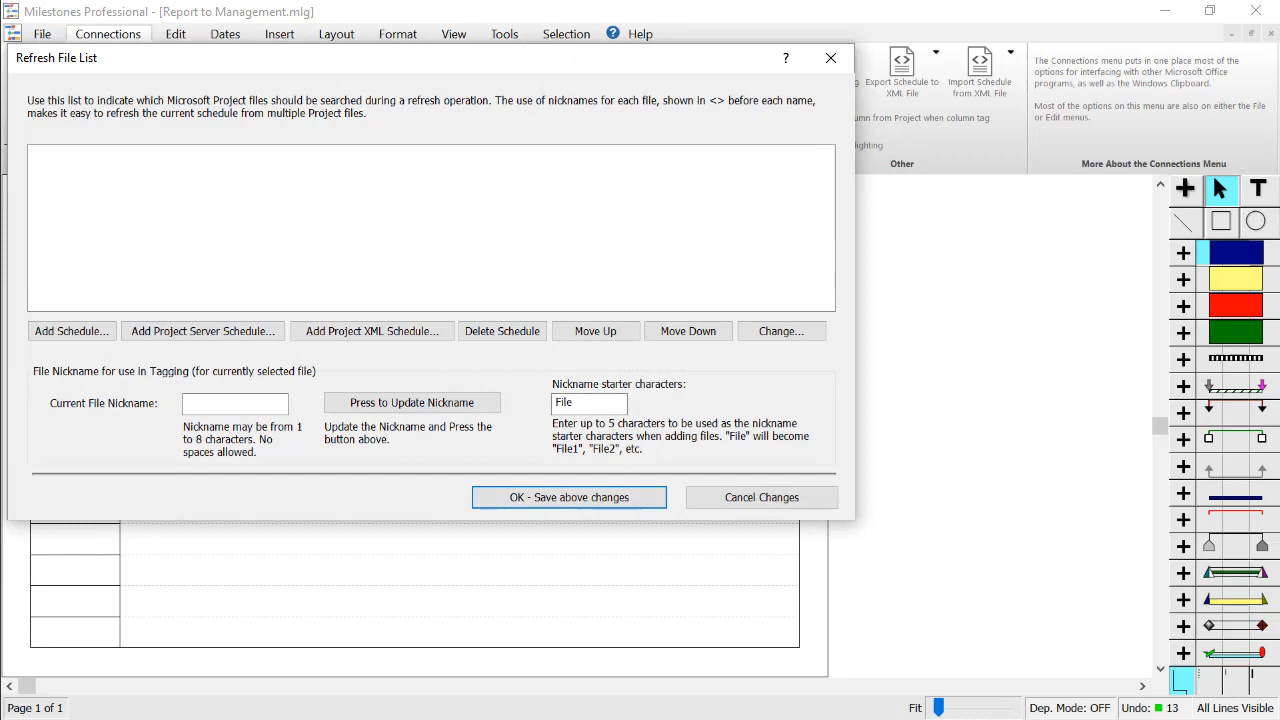 Milestones Professional - [Report to Management.mlg]
File Connections Edit Dates Insert Layout Format View Tools Selection Help
Refresh File List
Use this list to indicate which Microsoft Project files should be searched during a refresh operation. The use of nicknames for each file, shown in <> before each name,
makes it easy to refresh the current schedule from multiple Project files.
Add Schedule... Add Project Server Schedule... Add Project XML Schedule... Delete Schedule Move Up Move Down Change...
File Nickname for use in Tagging (for currently selected file)
Current File Nickname:
Nickname may be from 1
to 8 characters. No
spaces allowed.
Press to Update Nickname
Update the Nickname and Press the
button above.
Nickname starter characters:
File
Enter up to 5 characters to be used as the nickname
starter characters when adding files. "File" will become
"File1", "File2", etc.
OK - Save above changes Cancel Changes
Export Schedule to
XML File
Import Schedule
from XML File
column from Project when column tag
lighting
Other
The Connections menu puts in one place most of the
options for interfacing with other Microsoft Office
programs, as well as the Windows Clipboard.
Most of the options on this menu are also on either the File
or Edit menus.
More About the Connections Menu
T
Page 1 of 1 Fit Dep. Mode: OFF Undo: 13 All Lines Visible